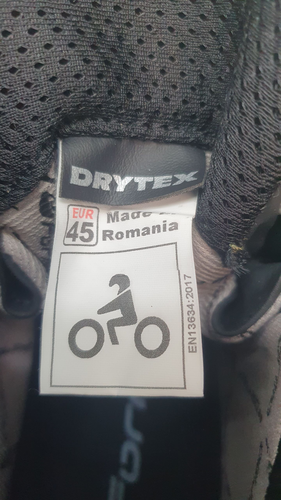 DRYTEX
EUR
45
Made
Romania
EN13634:2017